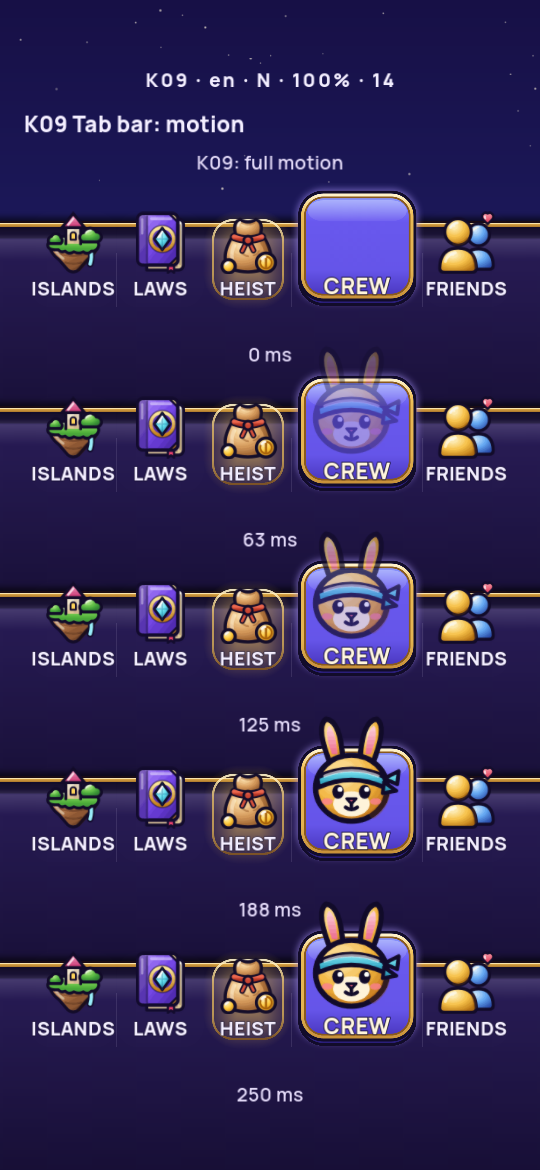 K09 · en · N · 100% · 14
K09 Tab bar: motion
K09: full motion
ISLANDS LAWS HEIST CREW FRIENDS
0 ms
ISLANDS LAWS HEIST CREW FRIENDS
63 ms
ISLANDS LAWS HEIST CREW FRIENDS
125 ms
ISLANDS LAWS HEIST CREW FRIENDS
188 ms
ISLANDS LAWS HEIST CREW FRIENDS
250 ms